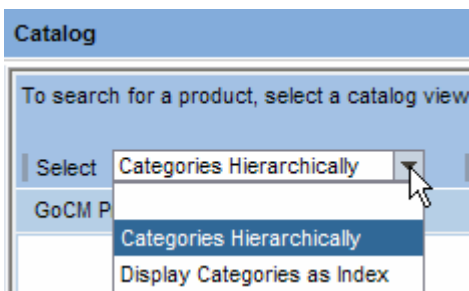 Catalog
To search for a product, select a catalog view
Select Categories Hierarchically
GoCM P
Categories Hierarchically
Display Categories as Index